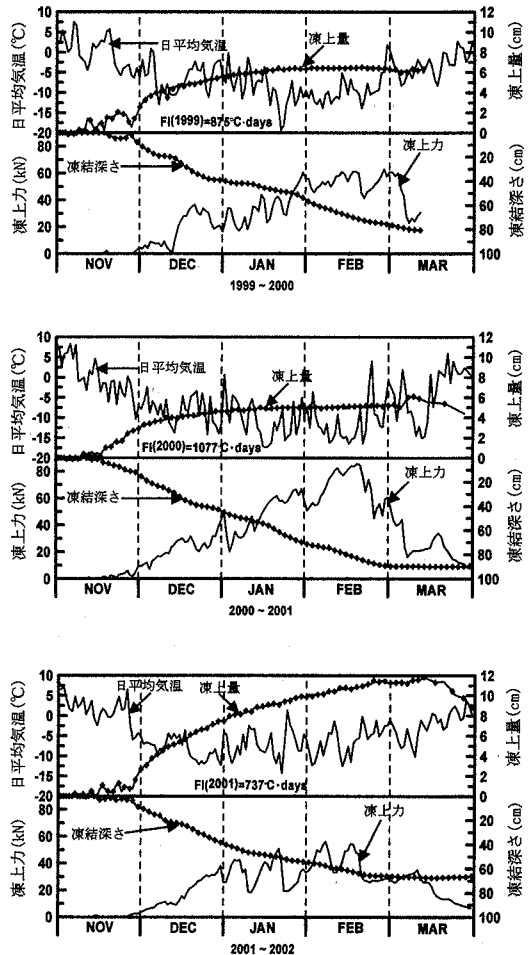 日平均気温(℃)
10
5
0
-5
-10
-15
-20
日平均気温
凍上量
FI(1999)=875℃·days
12
10
8
6
4
2
0
凍上量(cm)
凍上力(kN)
80
60
40
20
0
凍結深さ
凍上力
20
40
60
80
100
凍結深さ(cm)
NOV DEC JAN FEB MAR
1999 ~ 2000
日平均気温(℃)
10
5
0
-5
-10
-15
-20
日平均気温
凍上量
FI(2000)=1077℃·days
12
10
8
6
4
2
0
凍上量(cm)
凍上力(kN)
80
60
40
20
0
凍結深さ
凍上力
20
40
60
80
100
凍結深さ(cm)
NOV DEC JAN FEB MAR
2000 ~ 2001
日平均気温(℃)
10
5
0
-5
-10
-15
-20
日平均気温
凍上量
FI(2001)=737℃·days
12
10
8
6
4
2
0
凍上量(cm)
凍上力(kN)
80
60
40
20
0
凍結深さ
凍上力
20
40
60
80
100
凍結深さ(cm)
NOV DEC JAN FEB MAR
2001 ~ 2002